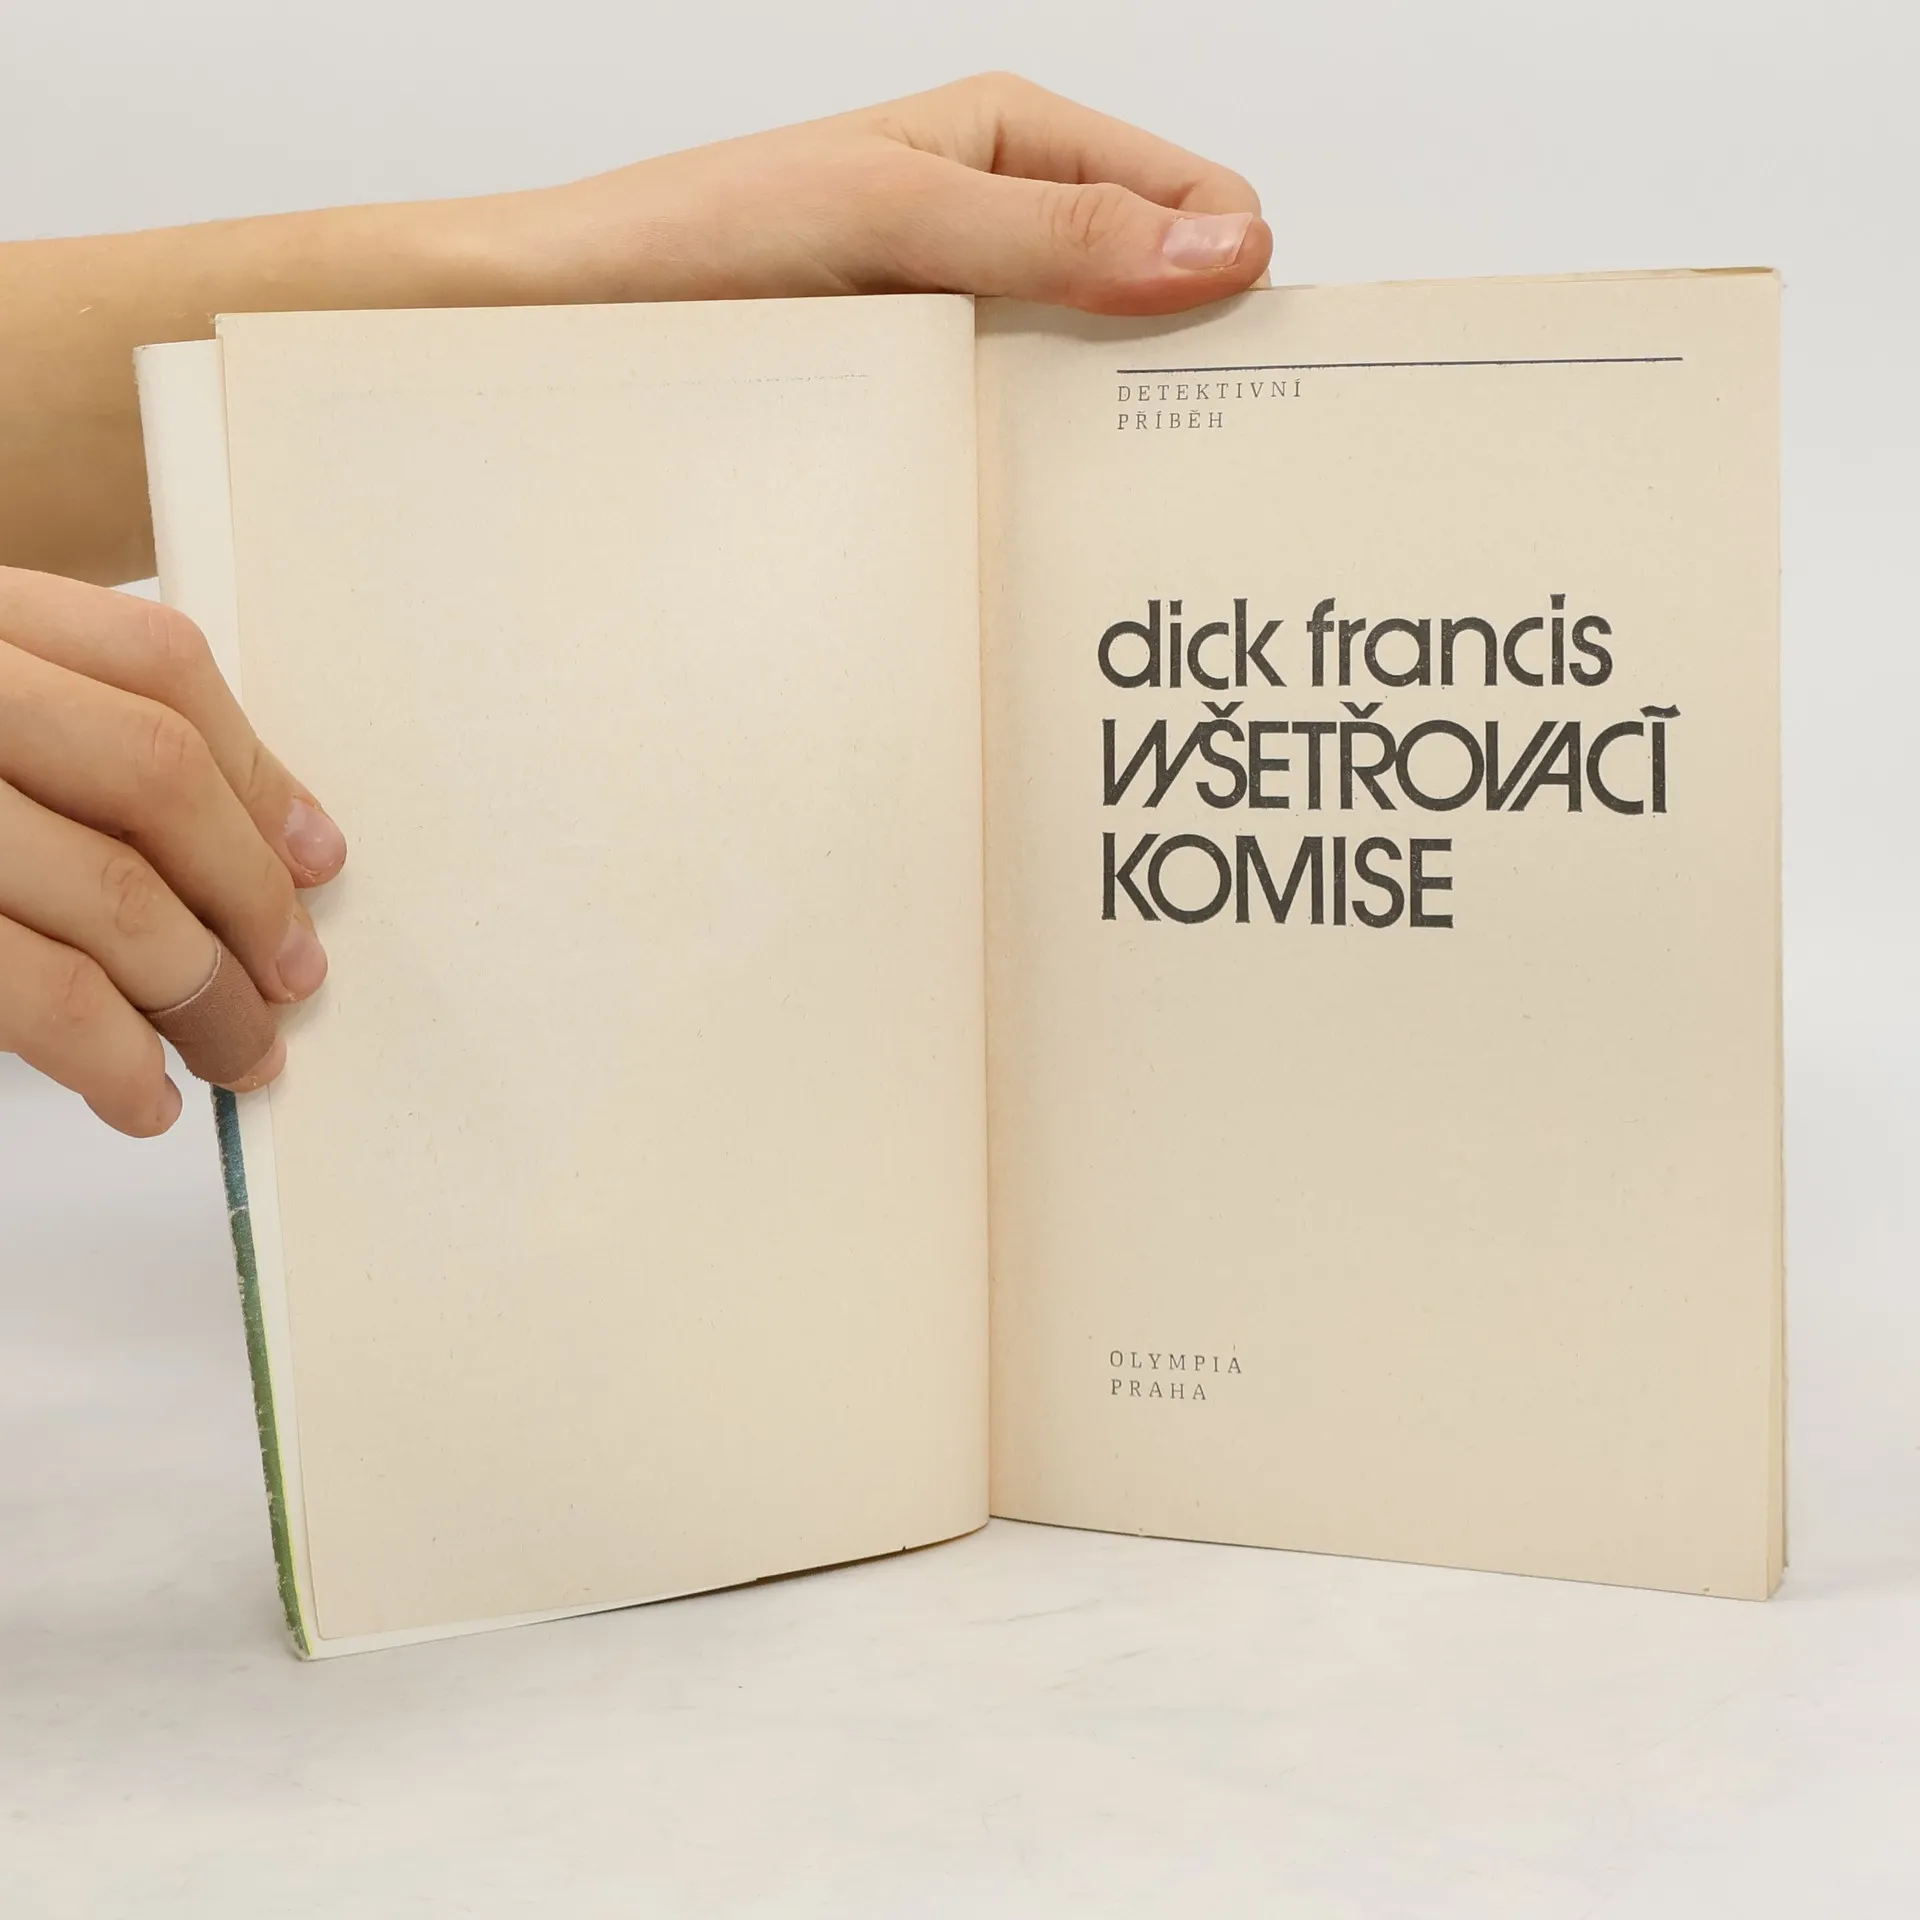 DETEKTIVNÍ
PŘÍBĚH
dick francis
VYŠETŘOVACÍ
KOMISE
OLYMPIA
PRAHA